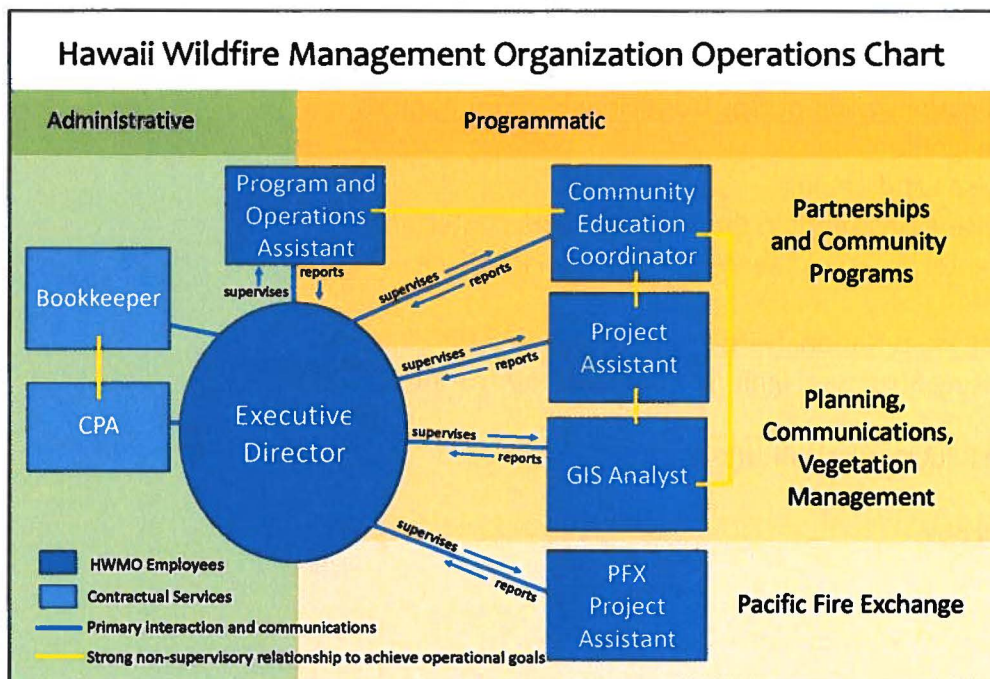 Hawaii Wildfire Management Organization Operations Chart
Administrative
Programmatic
Program and
Operations
Assistant
Community
Education
Coordinator
Partnerships
and Community
Programs
supervises
reports
supervises
reports
Bookkeeper
CPA
Executive
Director
supervises
reports
Project
Assistant
supervises
reports
GIS Analyst
Planning,
Communications,
Vegetation
Management
supervises
reports
PFX
Project
Assistant
Pacific Fire Exchange
HWMO Employees
Contractual Services
Primary interaction and communications
Strong non-supervisory relationship to achieve operational goals